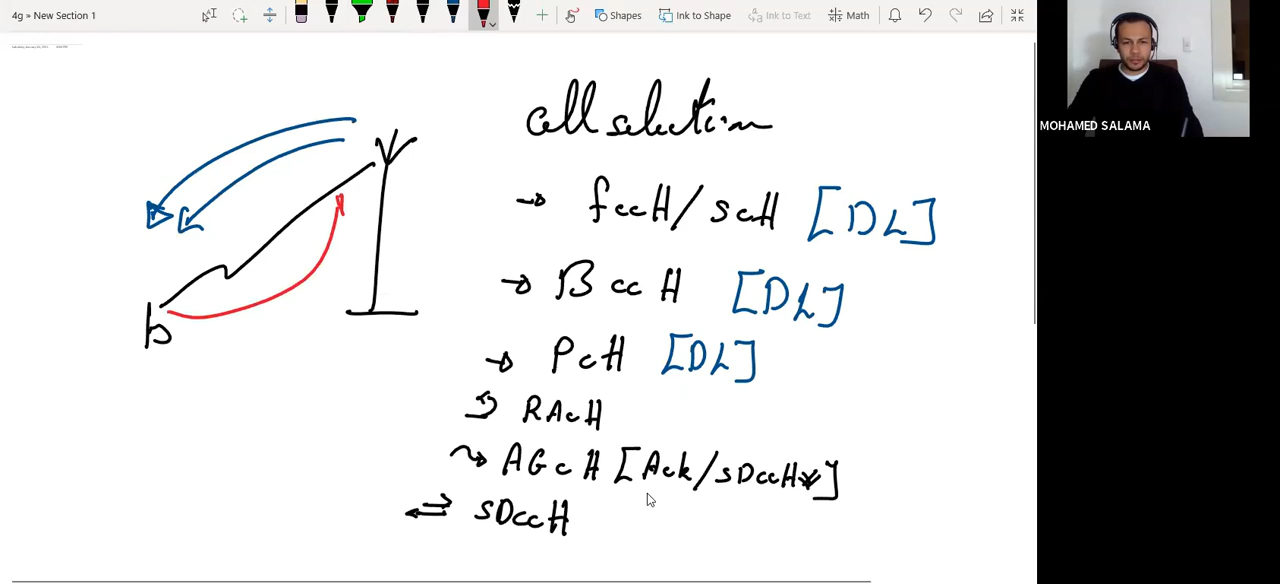 4g » New Section 1
Shapes
Ink to Shape
Ink to Text
Math
MOHAMED SALAMA
cell selection
→ fccH/scH [DL]
→ BccH [DL]
→ PcH [DL]
RAcH
AGcH [Ack/sDccH*]
⇌ sDccH